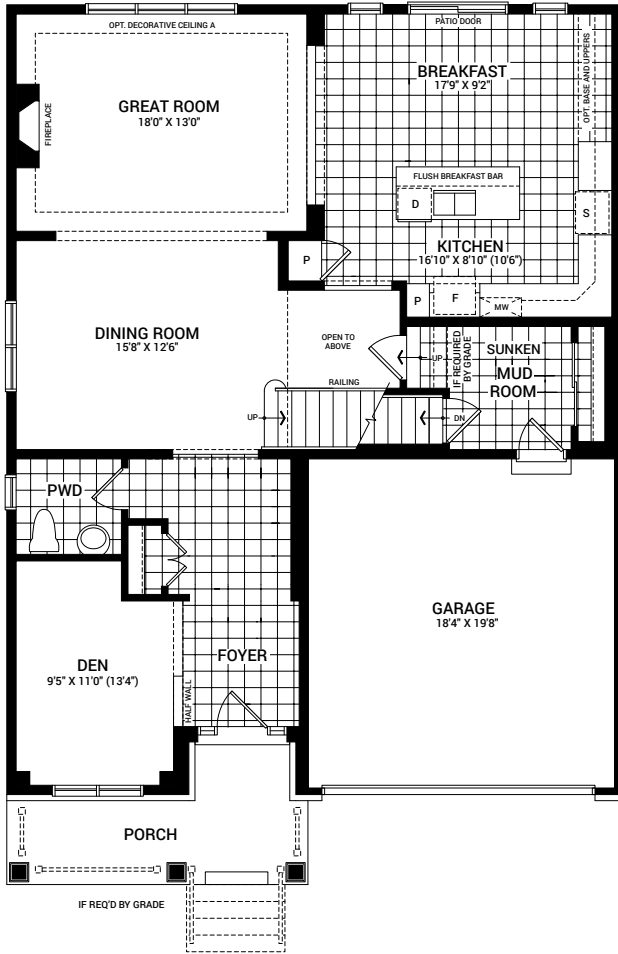 OPT. DECORATIVE CEILING A
PATIO DOOR
GREAT ROOM
18'0" X 13'0"
FIREPLACE
BREAKFAST
17'9" X 9'2"
OPT. BASE AND UPPERS
FLUSH BREAKFAST BAR
D
S
KITCHEN
16'10" X 8'10" (10'6")
P
P
F
MW
DINING ROOM
15'8" X 12'6"
OPEN TO
ABOVE
UP
IF REQUIRED
BY GRADE
SUNKEN
MUD
ROOM
RAILING
UP
DN
PWD
GARAGE
18'4" X 19'8"
DEN
9'5" X 11'0" (13'4")
FOYER
HALF WALL
PORCH
IF REQ'D BY GRADE